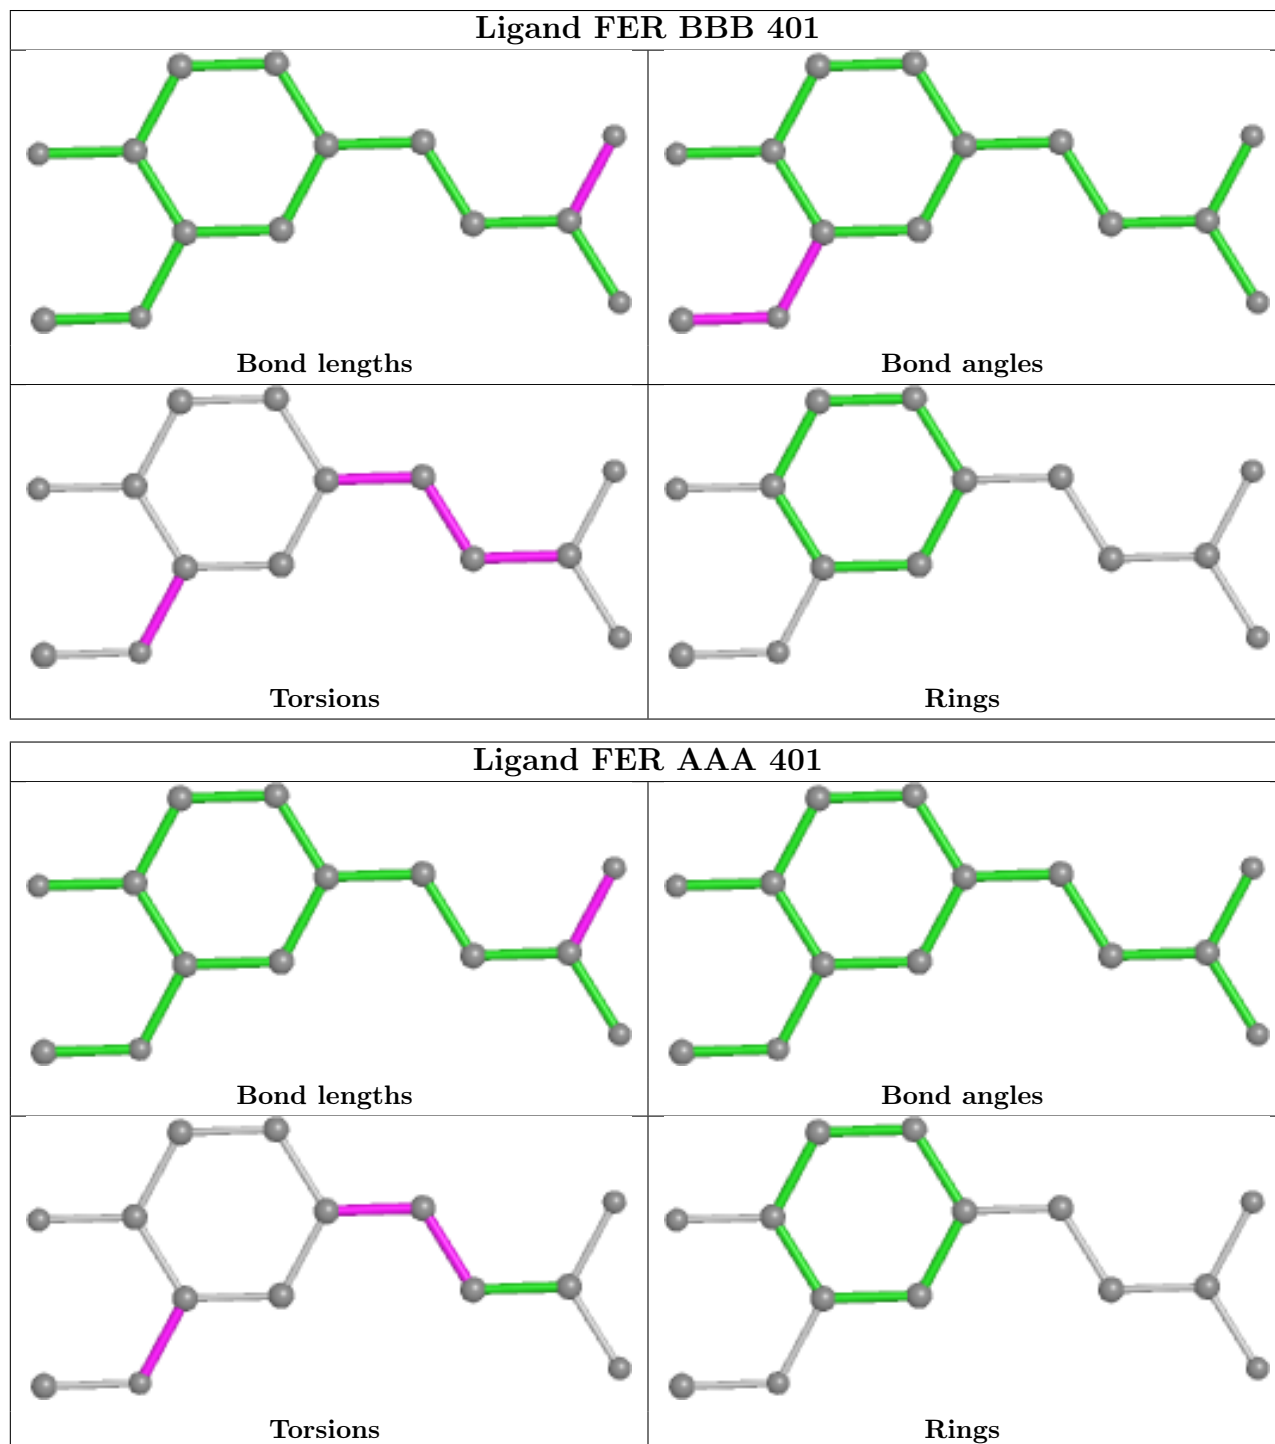 Ligand FER BBB 401
Bond lengths
Bond angles
Torsions
Rings
Ligand FER AAA 401
Bond lengths
Bond angles
Torsions
Rings